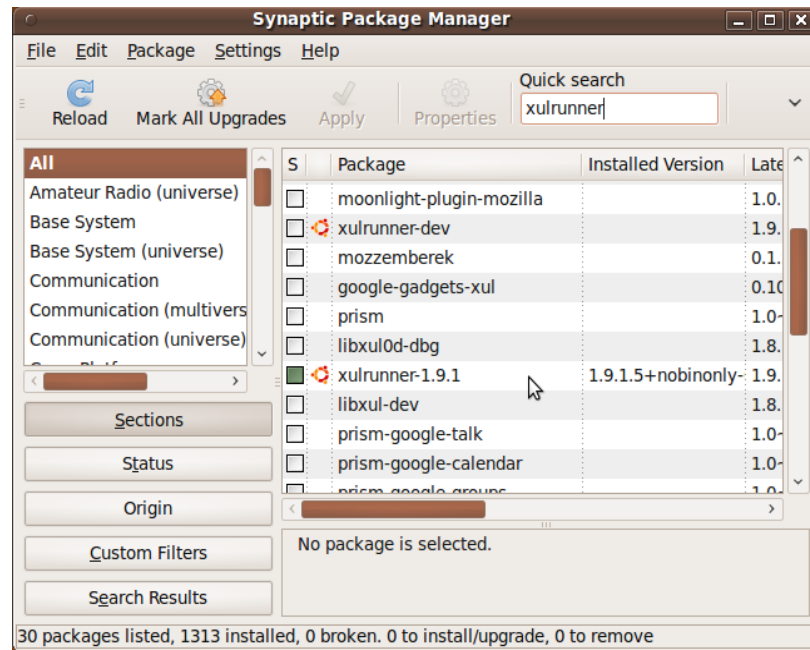 Synaptic Package Manager
File Edit Package Settings Help
Quick search
xulrunner
Reload Mark All Upgrades Apply Properties
All
Amateur Radio (universe)
Base System
Base System (universe)
Communication
Communication (multivers
Communication (universe)
S Package Installed Version Late
moonlight-plugin-mozilla 1.0.
xulrunner-dev 1.9.
mozzemberek 0.1.
google-gadgets-xul 0.10
prism 1.0~
libxul0d-dbg 1.8.
xulrunner-1.9.1 1.9.1.5+nobinonly- 1.9.
libxul-dev 1.8.
prism-google-talk 1.0~
prism-google-calendar 1.0~
prism-google-groups 1.0~
Sections
Status
Origin
Custom Filters
Search Results
No package is selected.
30 packages listed, 1313 installed, 0 broken. 0 to install/upgrade, 0 to remove